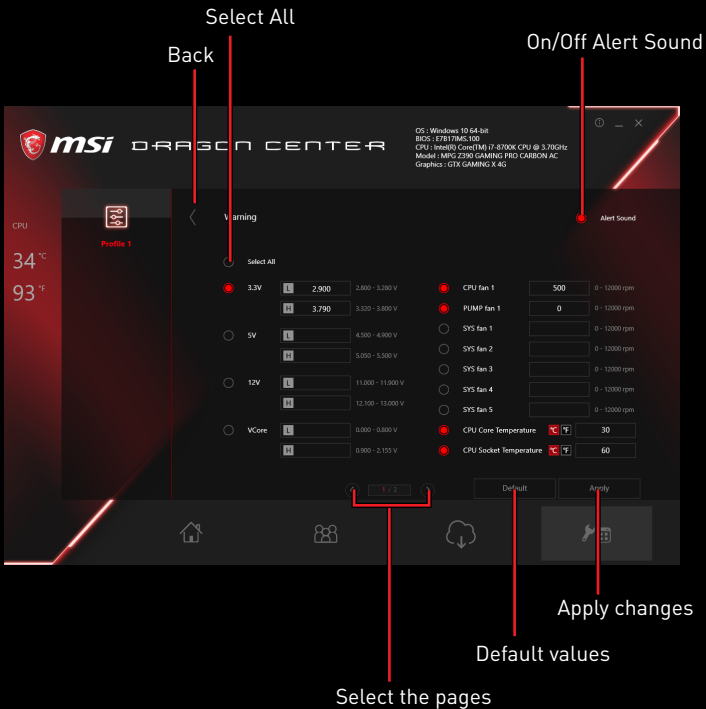 Select All
Back
On/Off Alert Sound
msi DRAGON CENTER
OS : Windows 10 64-bit
BIOS : E7B17IMS.100
CPU : Intel(R) Core(TM) i7-8700K CPU @ 3.70GHz
Model : MPG Z390 GAMING PRO CARBON AC
Graphics : GTX GAMING X 4G
CPU
34 °C
93 °F
Profile 1
Warning
Alert Sound
Select All
3.3V L 2.900 2.800 - 3.280 V
H 3.790 3.320 - 3.800 V
5V L 4.500 - 4.900 V
H 5.050 - 5.500 V
12V L 11.000 - 11.900 V
H 12.100 - 13.000 V
VCore L 0.000 - 0.800 V
H 0.900 - 2.155 V
CPU fan 1 500 0 - 12000 rpm
PUMP fan 1 0 0 - 12000 rpm
SYS fan 1 0 - 12000 rpm
SYS fan 2 0 - 12000 rpm
SYS fan 3 0 - 12000 rpm
SYS fan 4 0 - 12000 rpm
SYS fan 5 0 - 12000 rpm
CPU Core Temperature °C °F 30
CPU Socket Temperature °C °F 60
1 / 2
Default
Apply
Apply changes
Default values
Select the pages